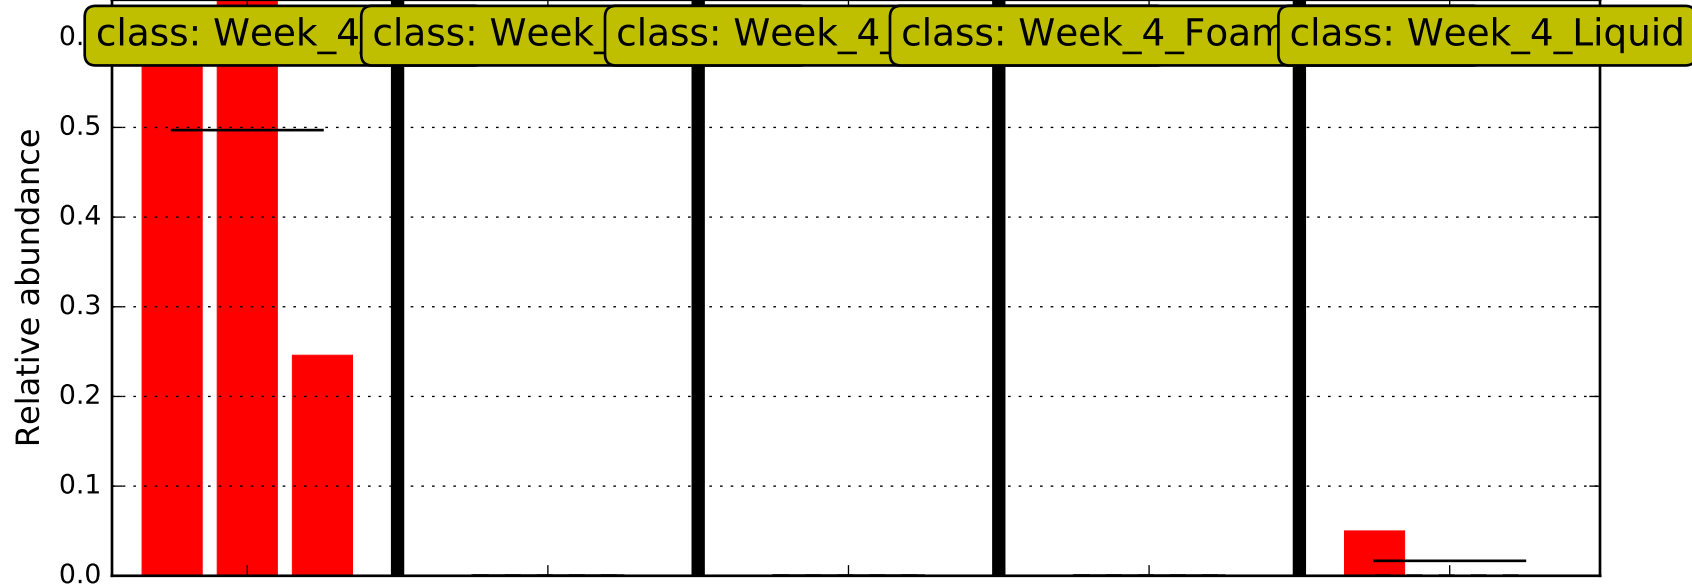 class: Week_4
class: Week_
class: Week_4_
class: Week_4_Foam
class: Week_4_Liquid
0.
0.5
0.4
0.3
0.2
0.1
0.0
Relative abundance